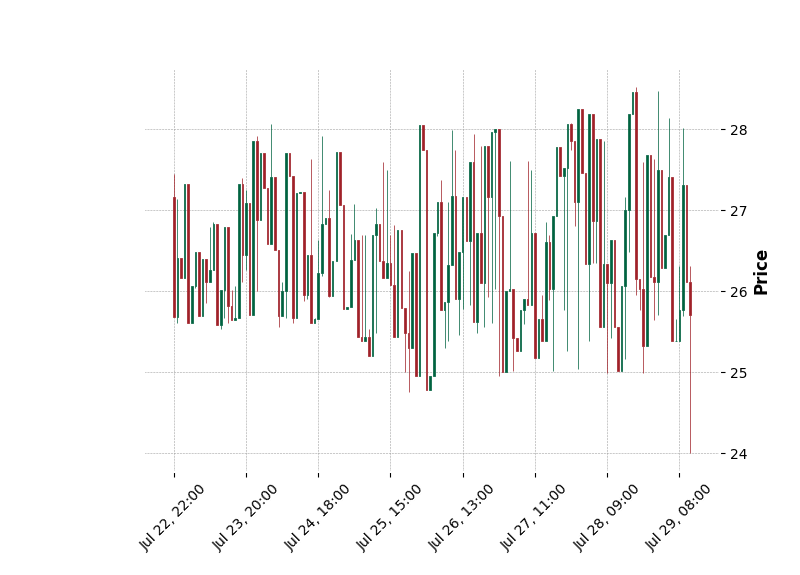 28
27
26
25
24
Price
Jul 22, 22:00
Jul 23, 20:00
Jul 24, 18:00
Jul 25, 15:00
Jul 26, 13:00
Jul 27, 11:00
Jul 28, 09:00
Jul 29, 08:00